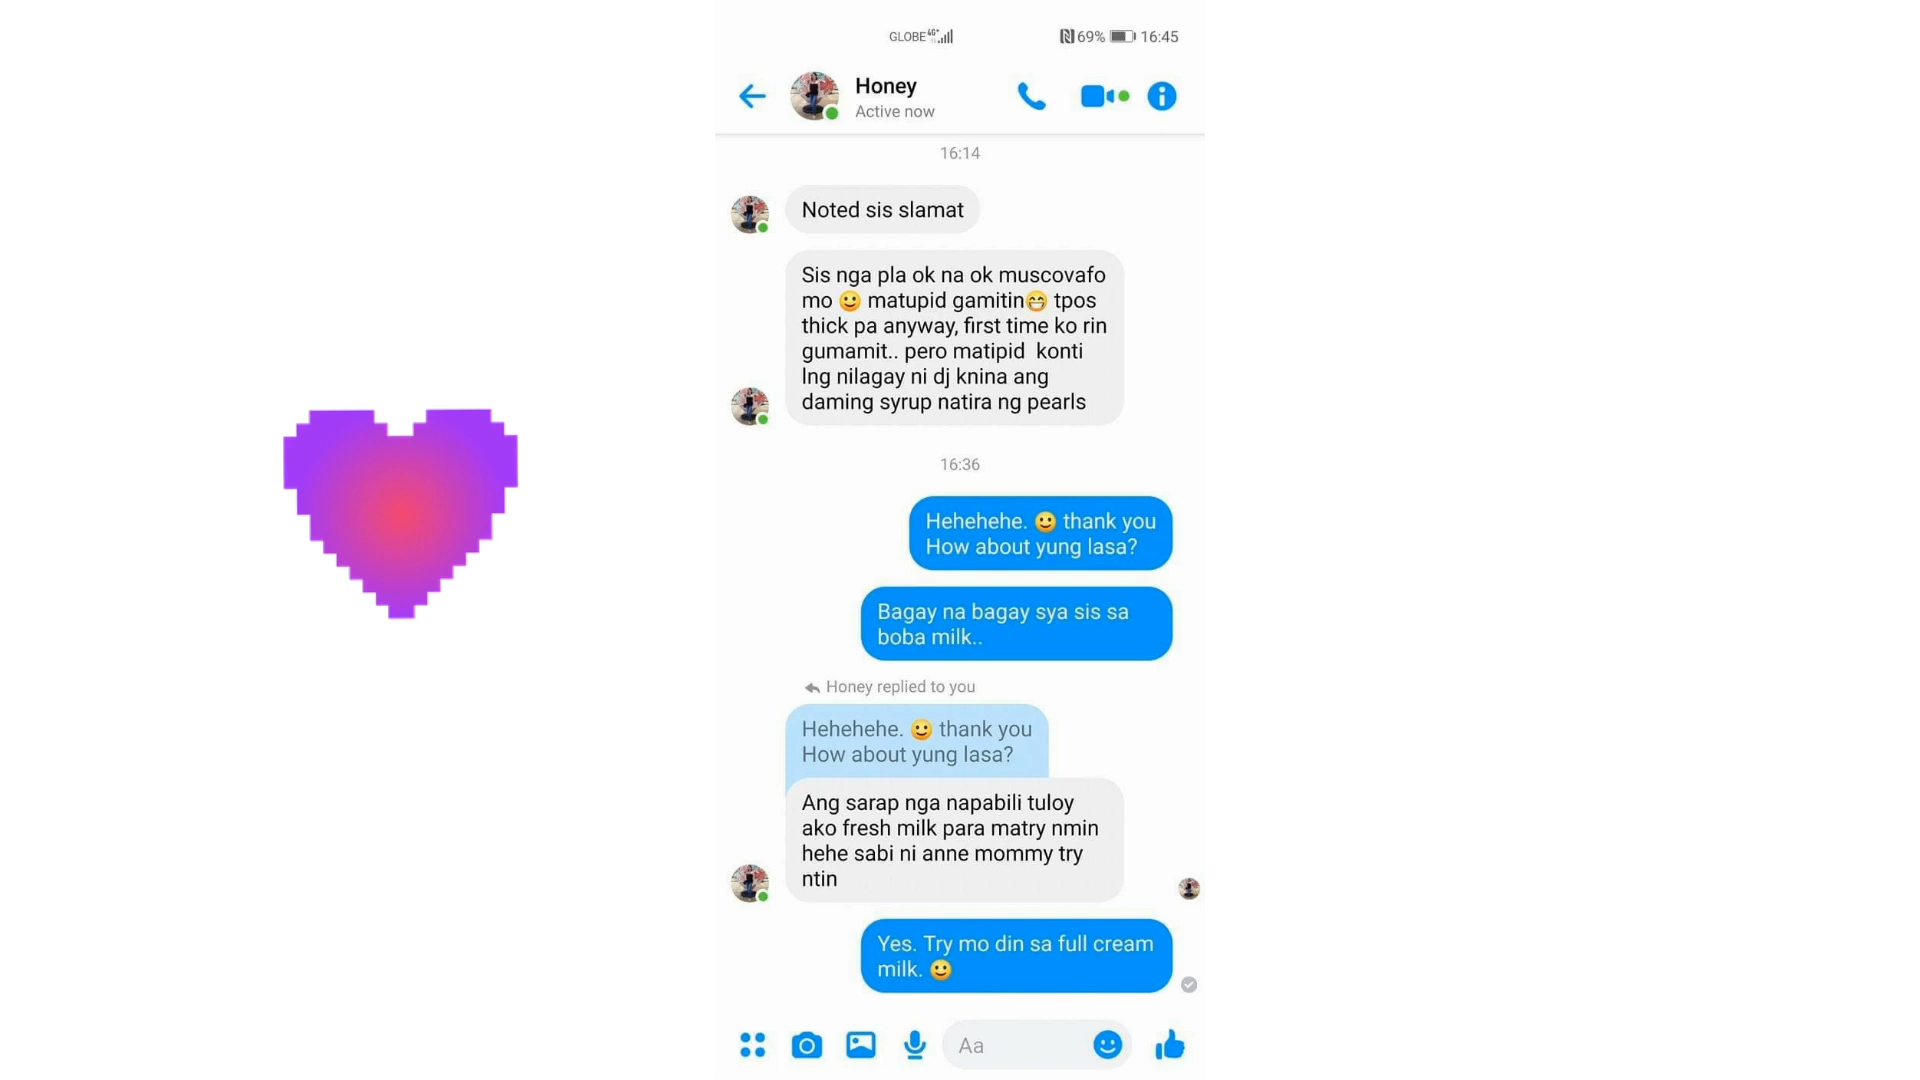 GLOBE 4G+ 69% 16:45
Honey
Active now
16:14
Noted sis slamat
Sis nga pla ok na ok muscovafo
mo 🙂 matupid gamitin😁 tpos
thick pa anyway, first time ko rin
gumamit.. pero matipid konti
lng nilagay ni dj knina ang
daming syrup natira ng pearls
16:36
Hehehehe. 🙂 thank you
How about yung lasa?
Bagay na bagay sya sis sa
boba milk..
Honey replied to you
Hehehehe. 🙂 thank you
How about yung lasa?
Ang sarap nga napabili tuloy
ako fresh milk para matry nmin
hehe sabi ni anne mommy try
ntin
Yes. Try mo din sa full cream
milk. 🙂
Aa